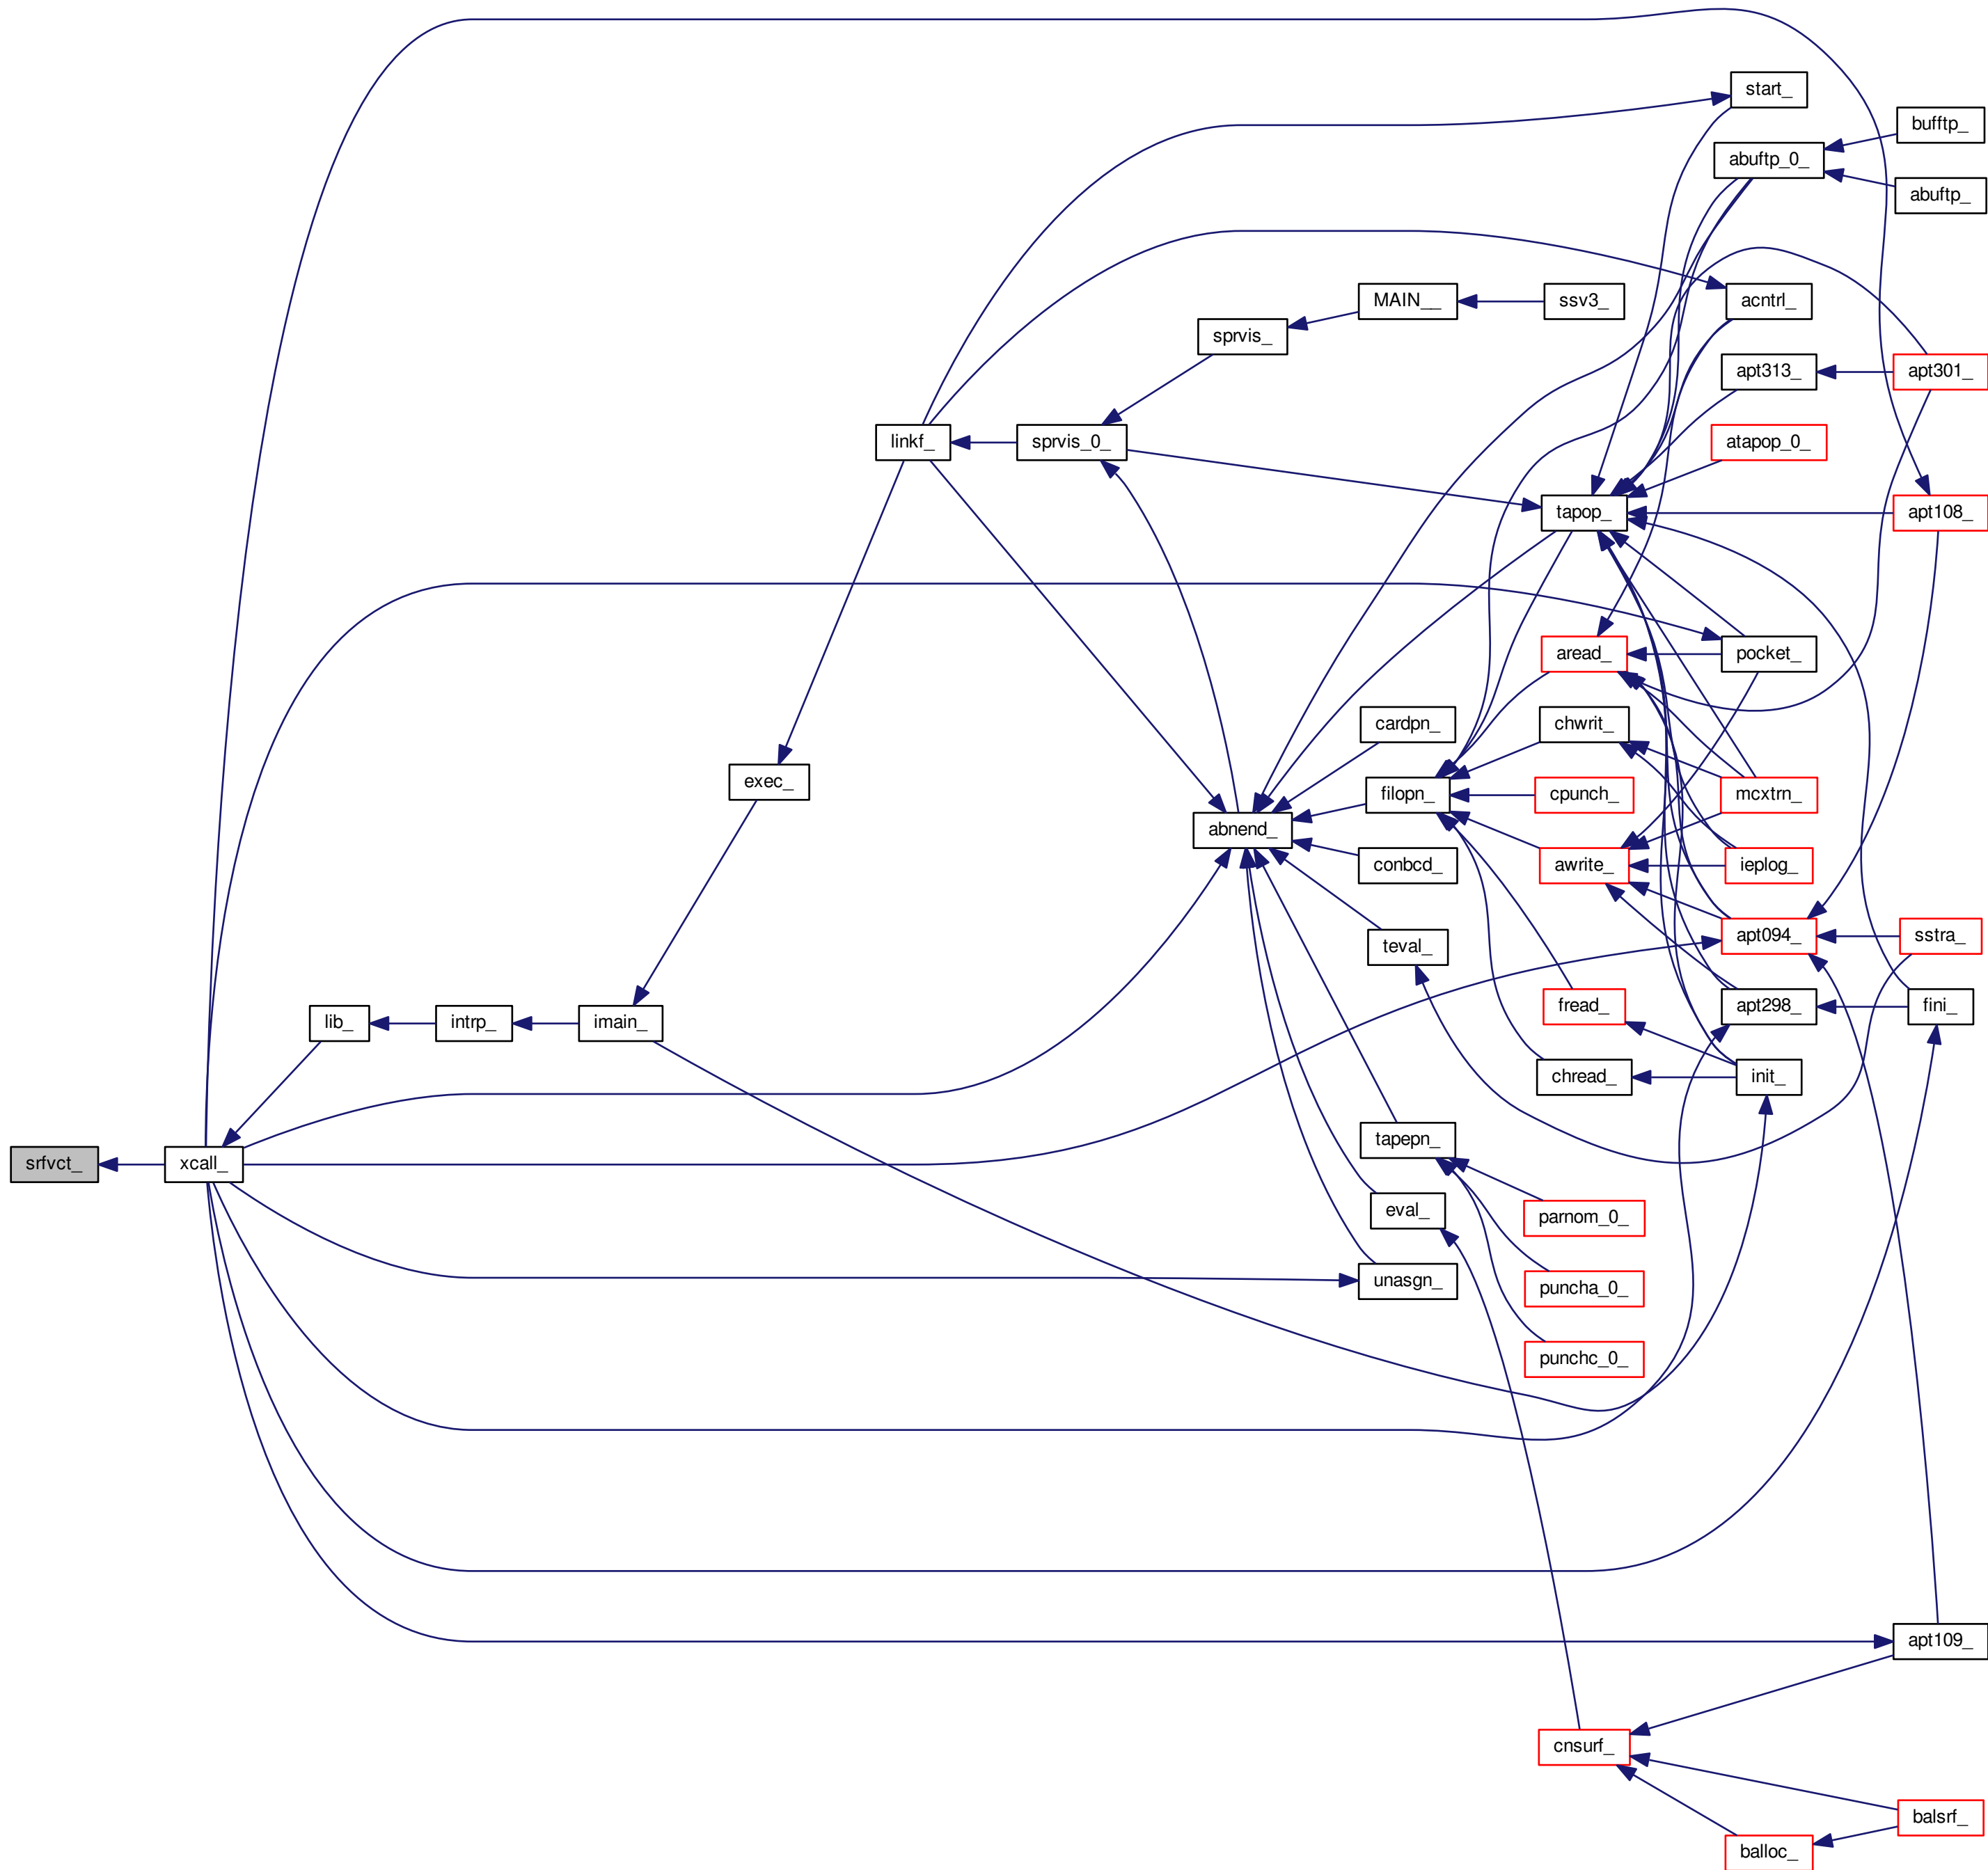 start_
bufftp_
abuftp_0_
abuftp_
MAIN__
ssv3_
acntrl_
sprvis_
apt313_
apt301_
linkf_
sprvis_0_
atapop_0_
tapop_
apt108_
aread_
pocket_
cardpn_
chwrit_
exec_
filopn_
cpunch_
mcxtrn_
abnend_
conbcd_
awrite_
ieplog_
teval_
apt094_
sstra_
lib_
intrp_
imain_
fread_
apt298_
fini_
chread_
init_
tapepn_
srfvct_
xcall_
eval_
parnom_0_
unasgn_
puncha_0_
punchc_0_
apt109_
cnsurf_
balsrf_
balloc_